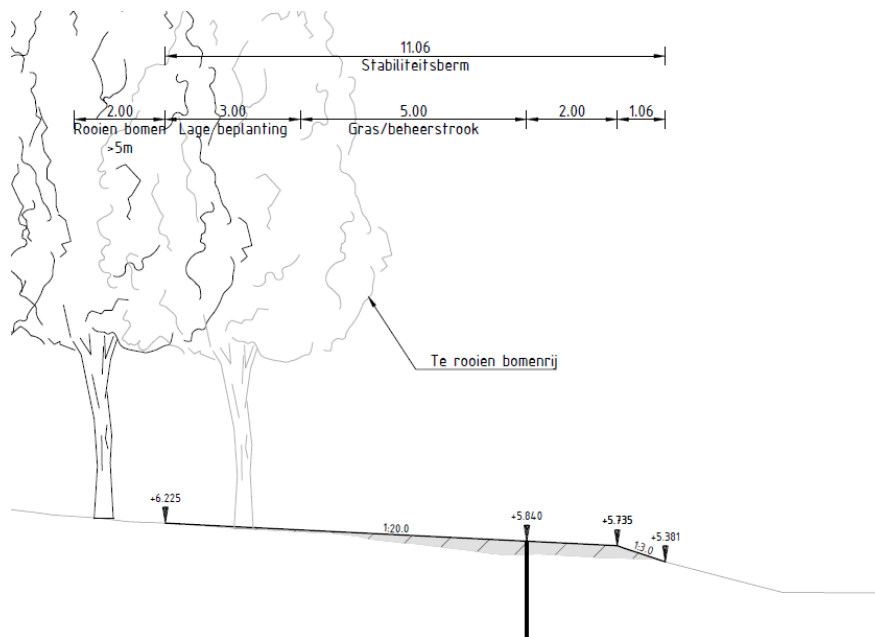 11.06
Stabiliteitsberm
2.00 3.00 5.00 2.00 1.06
Rooien bomen Lage beplanting Gras/beheerstrook
>5m
Te rooien bomenrij
+6.225
1:20.0
+5.840
+5.735
1:3.0
+5.381